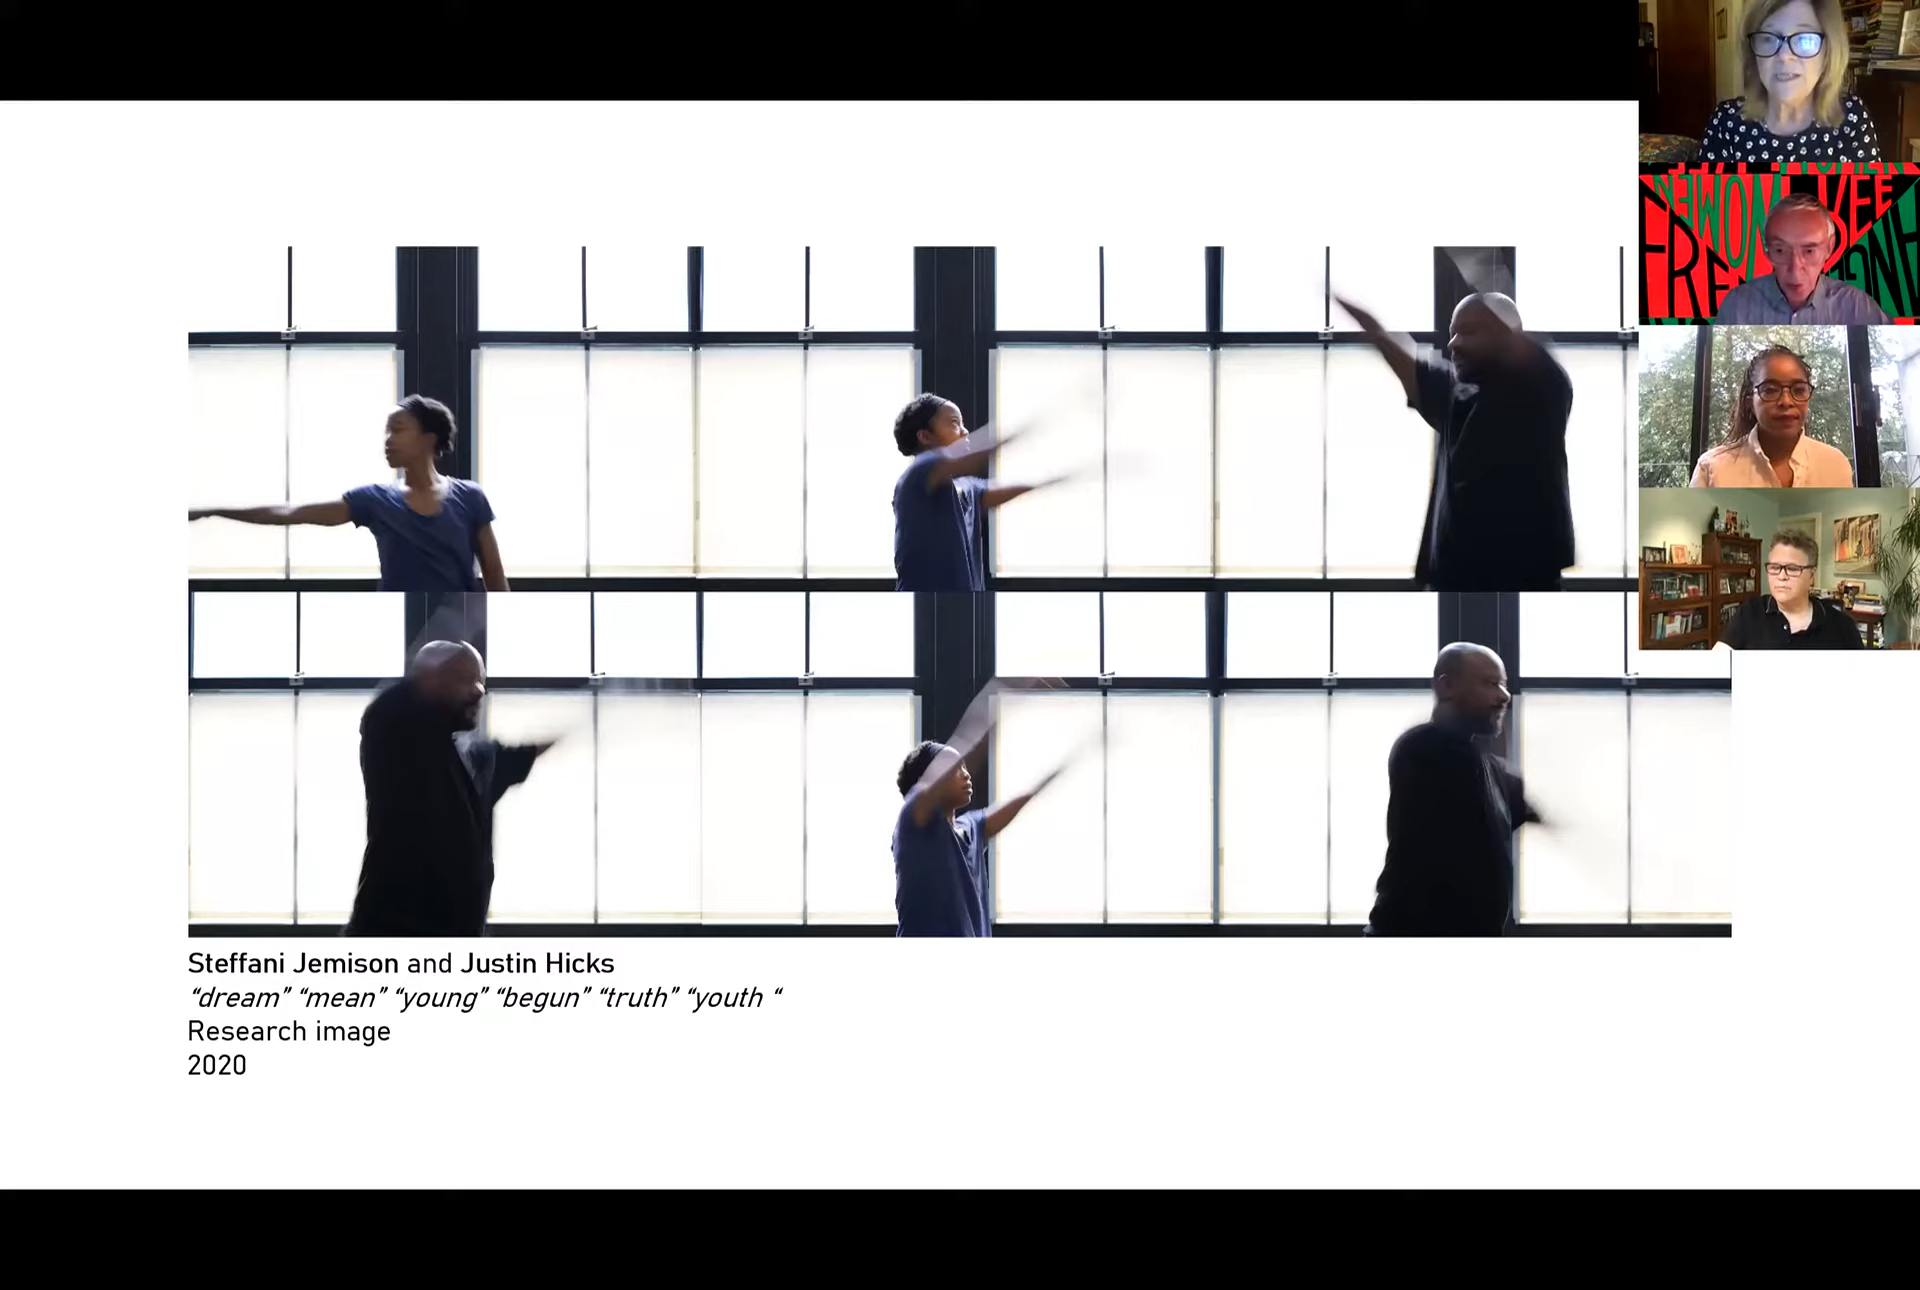 Steffani Jemison and Justin Hicks
“dream” “mean” “young” “begun” “truth” “youth “
Research image
2020